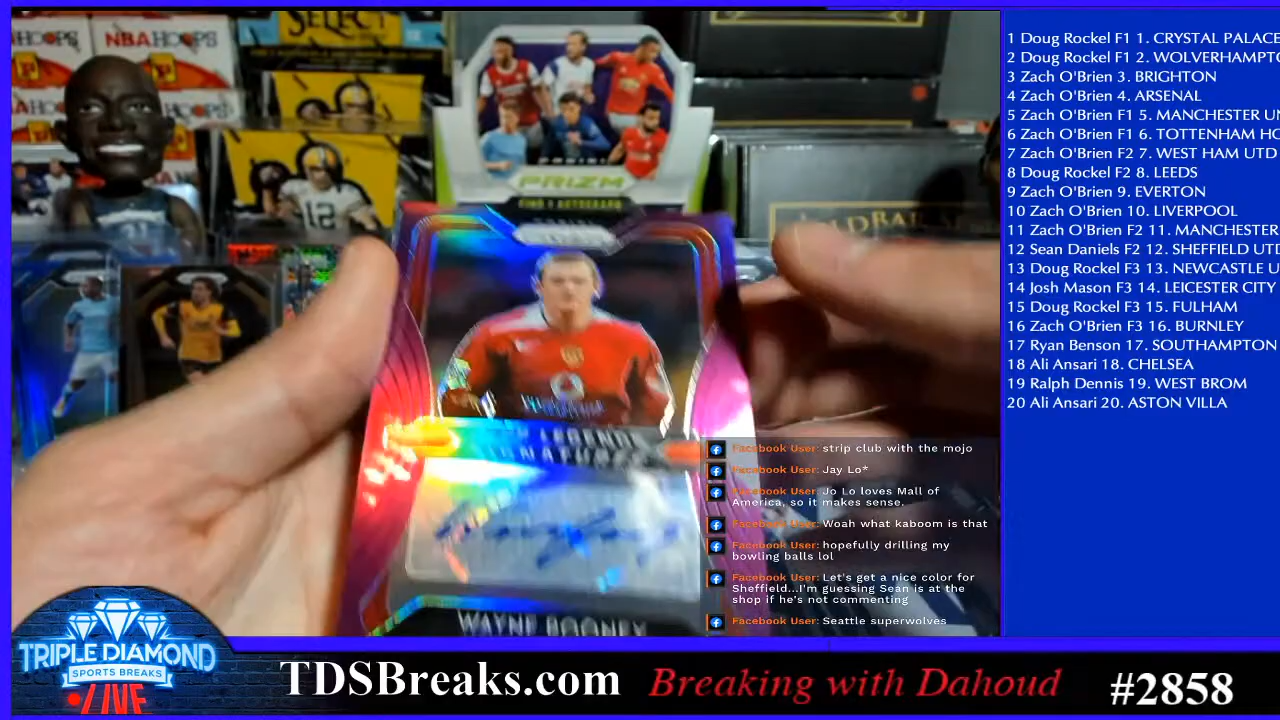 SELECT
NBAHOOPS
PRIZM
12
LEGENDS
SIGNATURES
WAYNE ROONEY
1 Doug Rockel F1 1. CRYSTAL PALACE
2 Doug Rockel F1 2. WOLVERHAMPTO
3 Zach O'Brien 3. BRIGHTON
4 Zach O'Brien 4. ARSENAL
5 Zach O'Brien F1 5. MANCHESTER UN
6 Zach O'Brien F1 6. TOTTENHAM HO
7 Zach O'Brien F2 7. WEST HAM UTD
8 Doug Rockel F2 8. LEEDS
9 Zach O'Brien 9. EVERTON
10 Zach O'Brien 10. LIVERPOOL
11 Zach O'Brien F2 11. MANCHESTER
12 Sean Daniels F2 12. SHEFFIELD UTD
13 Doug Rockel F3 13. NEWCASTLE U
14 Josh Mason F3 14. LEICESTER CITY
15 Doug Rockel F3 15. FULHAM
16 Zach O'Brien F3 16. BURNLEY
17 Ryan Benson 17. SOUTHAMPTON
18 Ali Ansari 18. CHELSEA
19 Ralph Dennis 19. WEST BROM
20 Ali Ansari 20. ASTON VILLA
Facebook User: strip club with the mojo
Facebook User: Jay Lo*
Facebook User: Jo Lo loves Mall of
America, so it makes sense.
Facebook User: Woah what kaboom is that
Facebook User: hopefully drilling my
bowling balls lol
Facebook User: Let's get a nice color for
Sheffield...I'm guessing Sean is at the
shop if he's not commenting
Facebook User: Seattle superwolves
TRIPLE DIAMOND
SPORTS BREAKS
LIVE
TDSBreaks.com
Breaking with Dahoud
#2858